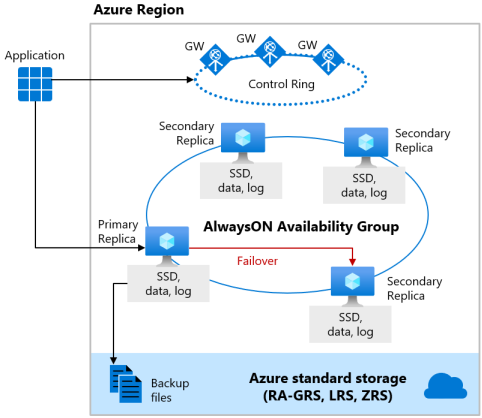 Azure Region
Application
GW
GW
GW
Control Ring
Secondary
Replica
SSD,
data, log
Secondary
Replica
SSD,
data, log
Primary
Replica
AlwaysON Availability Group
Failover
SSD,
data, log
Secondary
Replica
SSD,
data, log
Backup
files
Azure standard storage
(RA-GRS, LRS, ZRS)